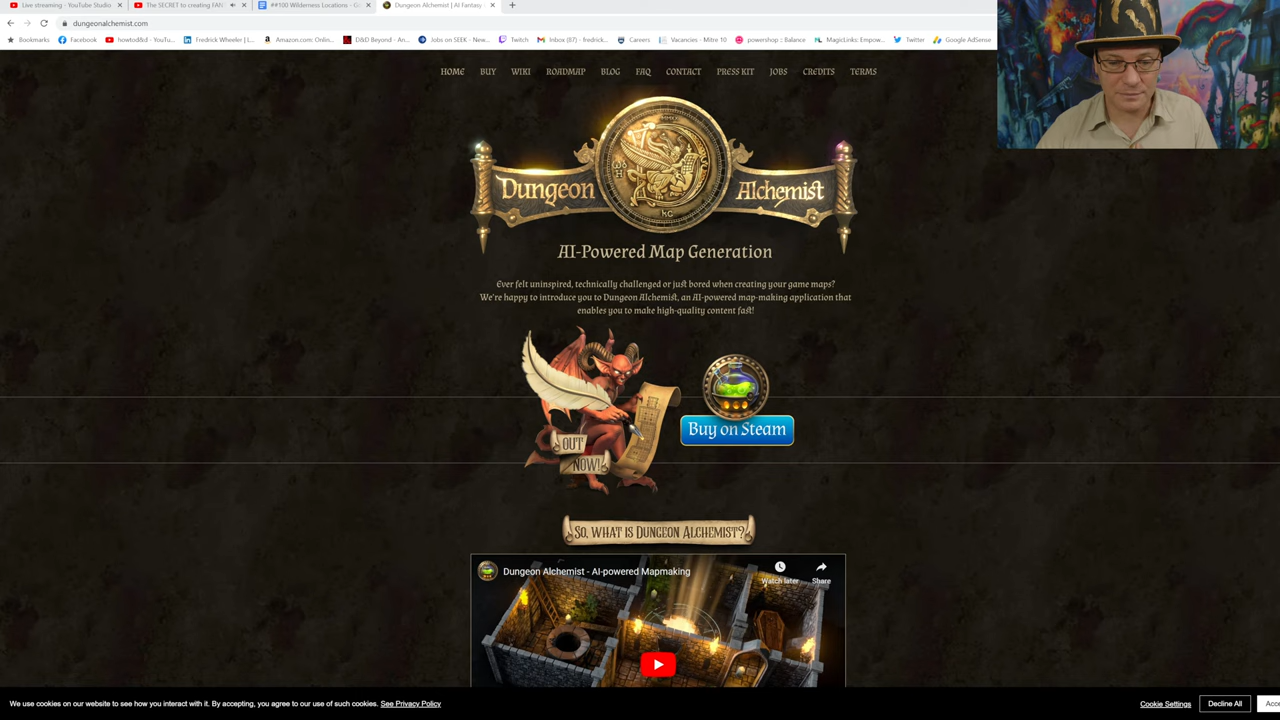 Live streaming - YouTube Studio
The SECRET to creating FAN
##100 Wilderness Locations - G
Dungeon Alchemist | AI Fantasy
dungeonalchemist.com
Bookmarks
Facebook
howtod&d - YouTu...
Fredrick Wheeler | L...
Amazon.com: Onlin...
D&D Beyond - An...
Jobs on SEEK - New...
Twitch
Inbox (87) - fredrick...
Careers
Vacancies - Mitre 10
powershop :: Balance
MagicLinks: Empow...
Twitter
Google AdSense
HOME BUY WIKI ROADMAP BLOG FAQ CONTACT PRESS KIT JOBS CREDITS TERMS
Dungeon Alchemist
AI-Powered Map Generation
Ever felt uninspired, technically challenged or just bored when creating your game maps?
We're happy to introduce you to Dungeon Alchemist, an AI-powered map-making application that
enables you to make high-quality content fast!
OUT
NOW!
Buy on Steam
So, what is Dungeon Alchemist?
Dungeon Alchemist - AI-powered Mapmaking
Watch later
Share
We use cookies on our website to see how you interact with it. By accepting, you agree to our use of such cookies. See Privacy Policy
Cookie Settings
Decline All
Acce